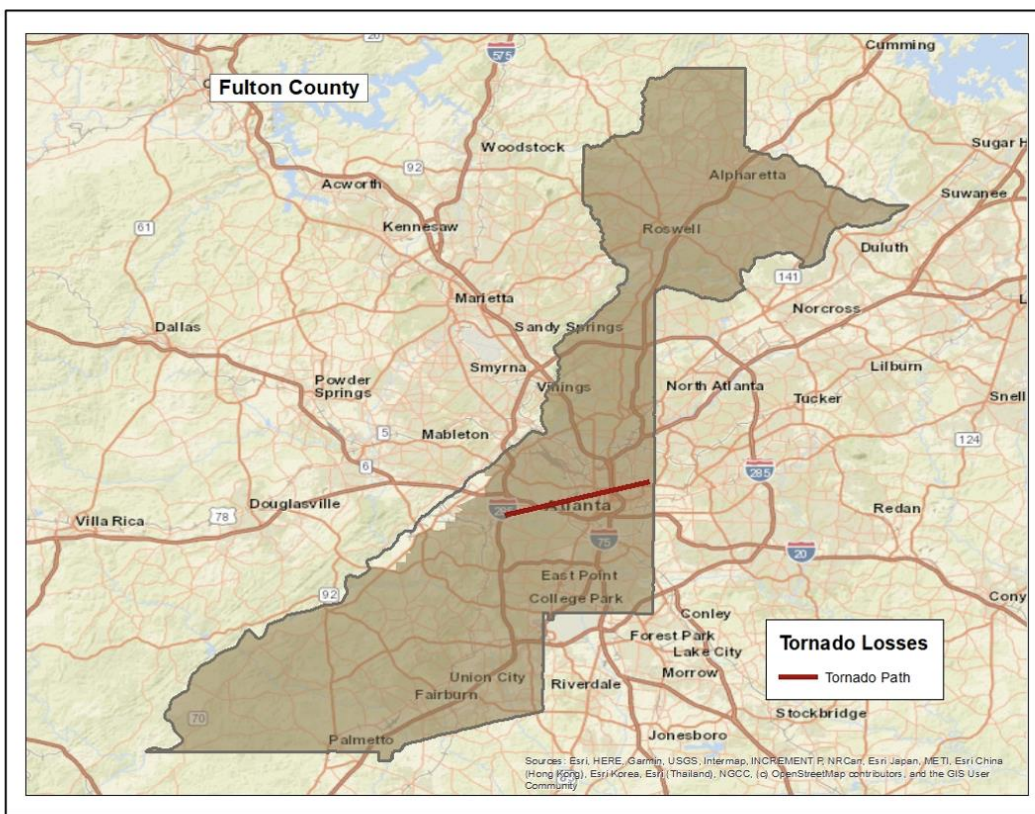 20
575
Cumming
Fulton County
Woodstock
Sugar H
92
Alpharetta
Acworth
Suwanee
61
Kennesaw
Roswell
Duluth
141
Marietta
Norcross
Dallas
Sandy Springs
Smyrna
Lilburn
Powder
Springs
Vinings
North Atlanta
Tucker
Snell
5
Mableton
124
6
285
Douglasville
Atlanta
285
Redan
Villa Rica
78
75
20
East Point
92
College Park
Cony
Conley
Forest Park
Lake City
Tornado Losses
Tornado Path
Union City
Riverdale
Morrow
Fairburn
70
Stockbridge
Palmetto
Jonesboro
Sources: Esri, HERE, Garmin, USGS, Intermap, INCREMENT P, NRCan, Esri Japan, METI, Esri China
(Hong Kong), Esri Korea, Esri (Thailand), NGCC, (c) OpenStreetMap contributors, and the GIS User
Community